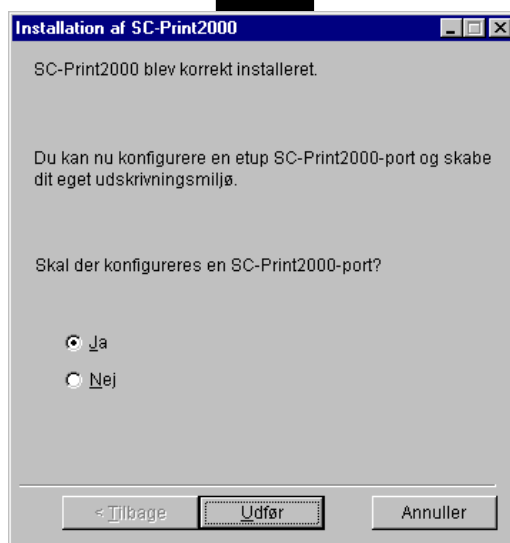 Installation af SC-Print2000
SC-Print2000 blev korrekt installeret.
Du kan nu konfigurere en etup SC-Print2000-port og skabe
dit eget udskrivningsmiljø.
Skal der konfigureres en SC-Print2000-port?
Ja
Nej
< Tilbage
Udfør
Annuller